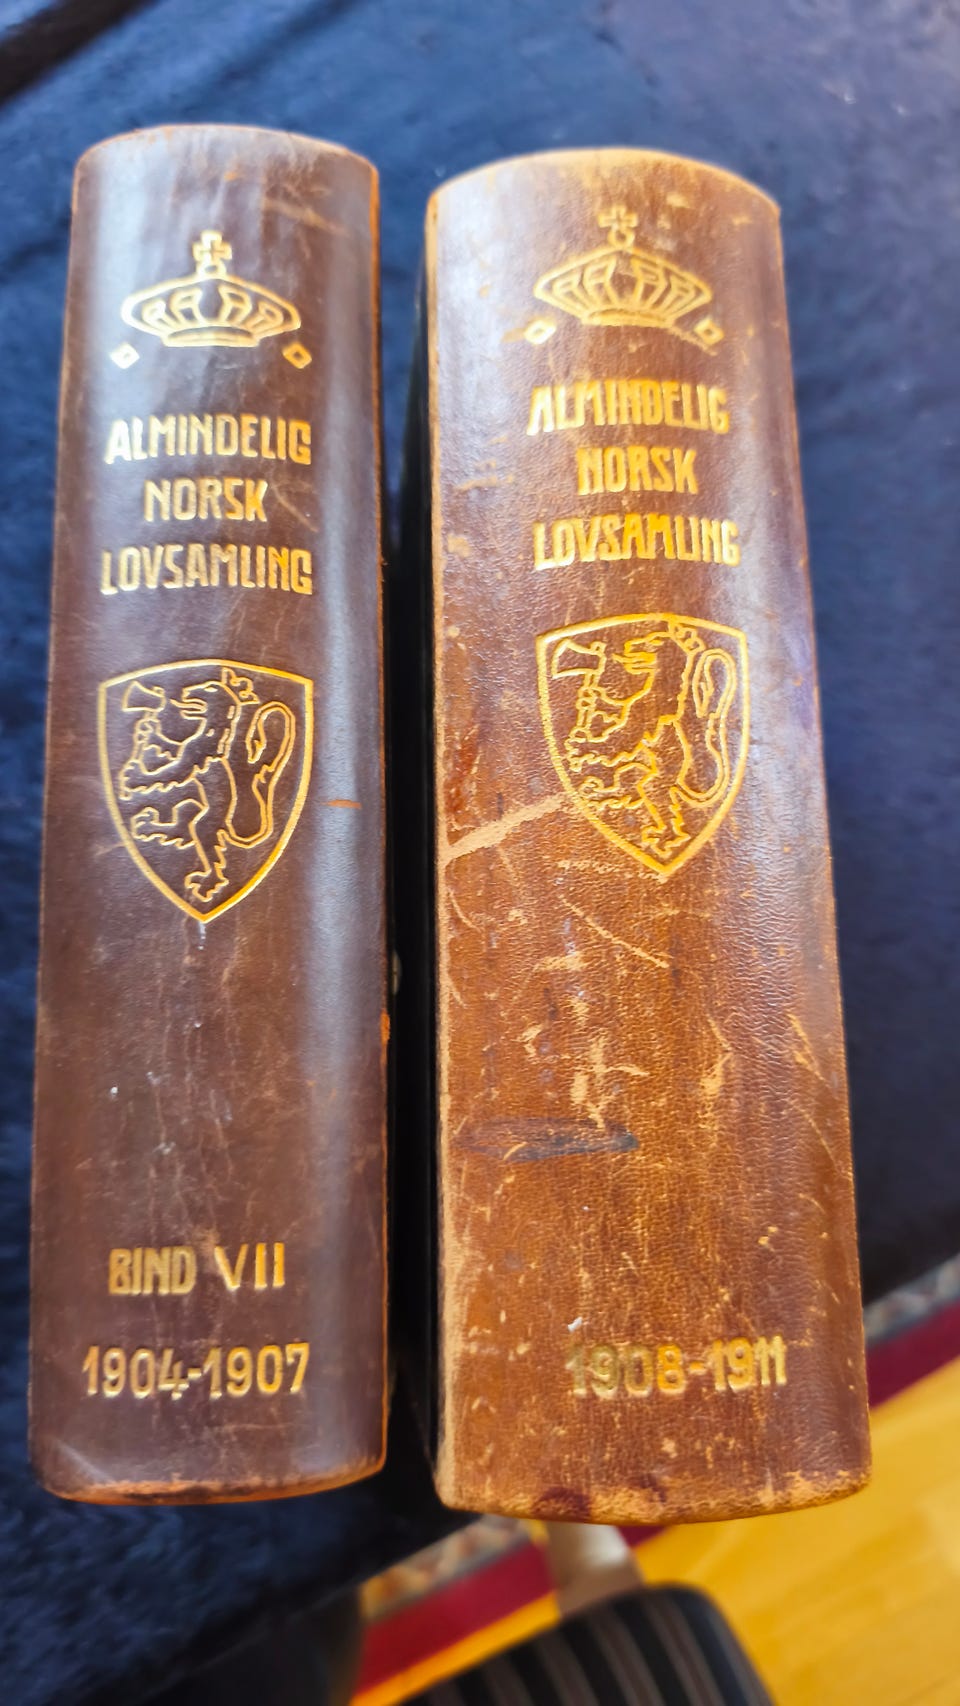 ALMINDELIG
NORSK
LOVSAMLING
BIND VII
1904-1907
ALMINDELIG
NORSK
LOVSAMLING
1908-1911